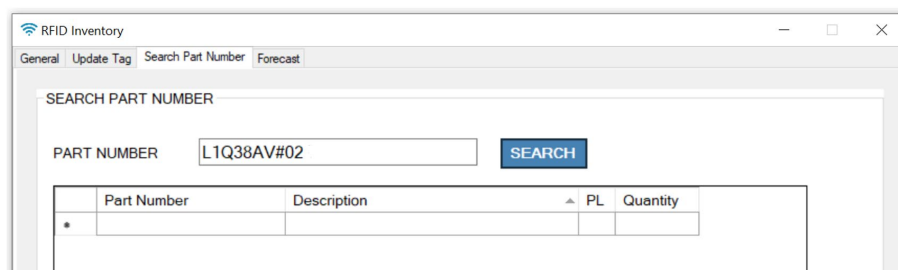 RFID Inventory
General Update Tag Search Part Number Forecast
SEARCH PART NUMBER
PART NUMBER L1Q38AV#02 SEARCH
Part Number Description PL Quantity
*